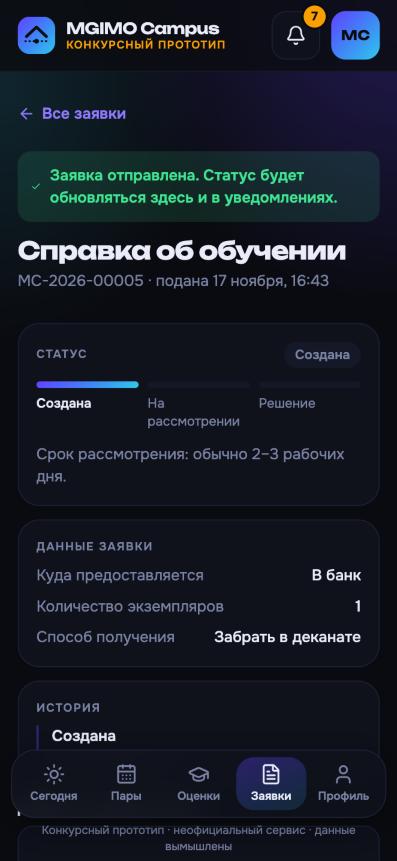 MGIMO Campus
КОНКУРСНЫЙ ПРОТОТИП
7
MC
Все заявки
Заявка отправлена. Статус будет
обновляться здесь и в уведомлениях.
Справка об обучении
MC-2026-00005 · подана 17 ноября, 16:43
СТАТУС
Создана
Создана
На
рассмотрении
Решение
Срок рассмотрения: обычно 2–3 рабочих
дня.
ДАННЫЕ ЗАЯВКИ
Куда предоставляется
В банк
Количество экземпляров
1
Способ получения
Забрать в деканате
ИСТОРИЯ
Создана
Сегодня
Пары
Оценки
Заявки
Профиль
Конкурсный прототип · неофициальный сервис · данные
вымышлены